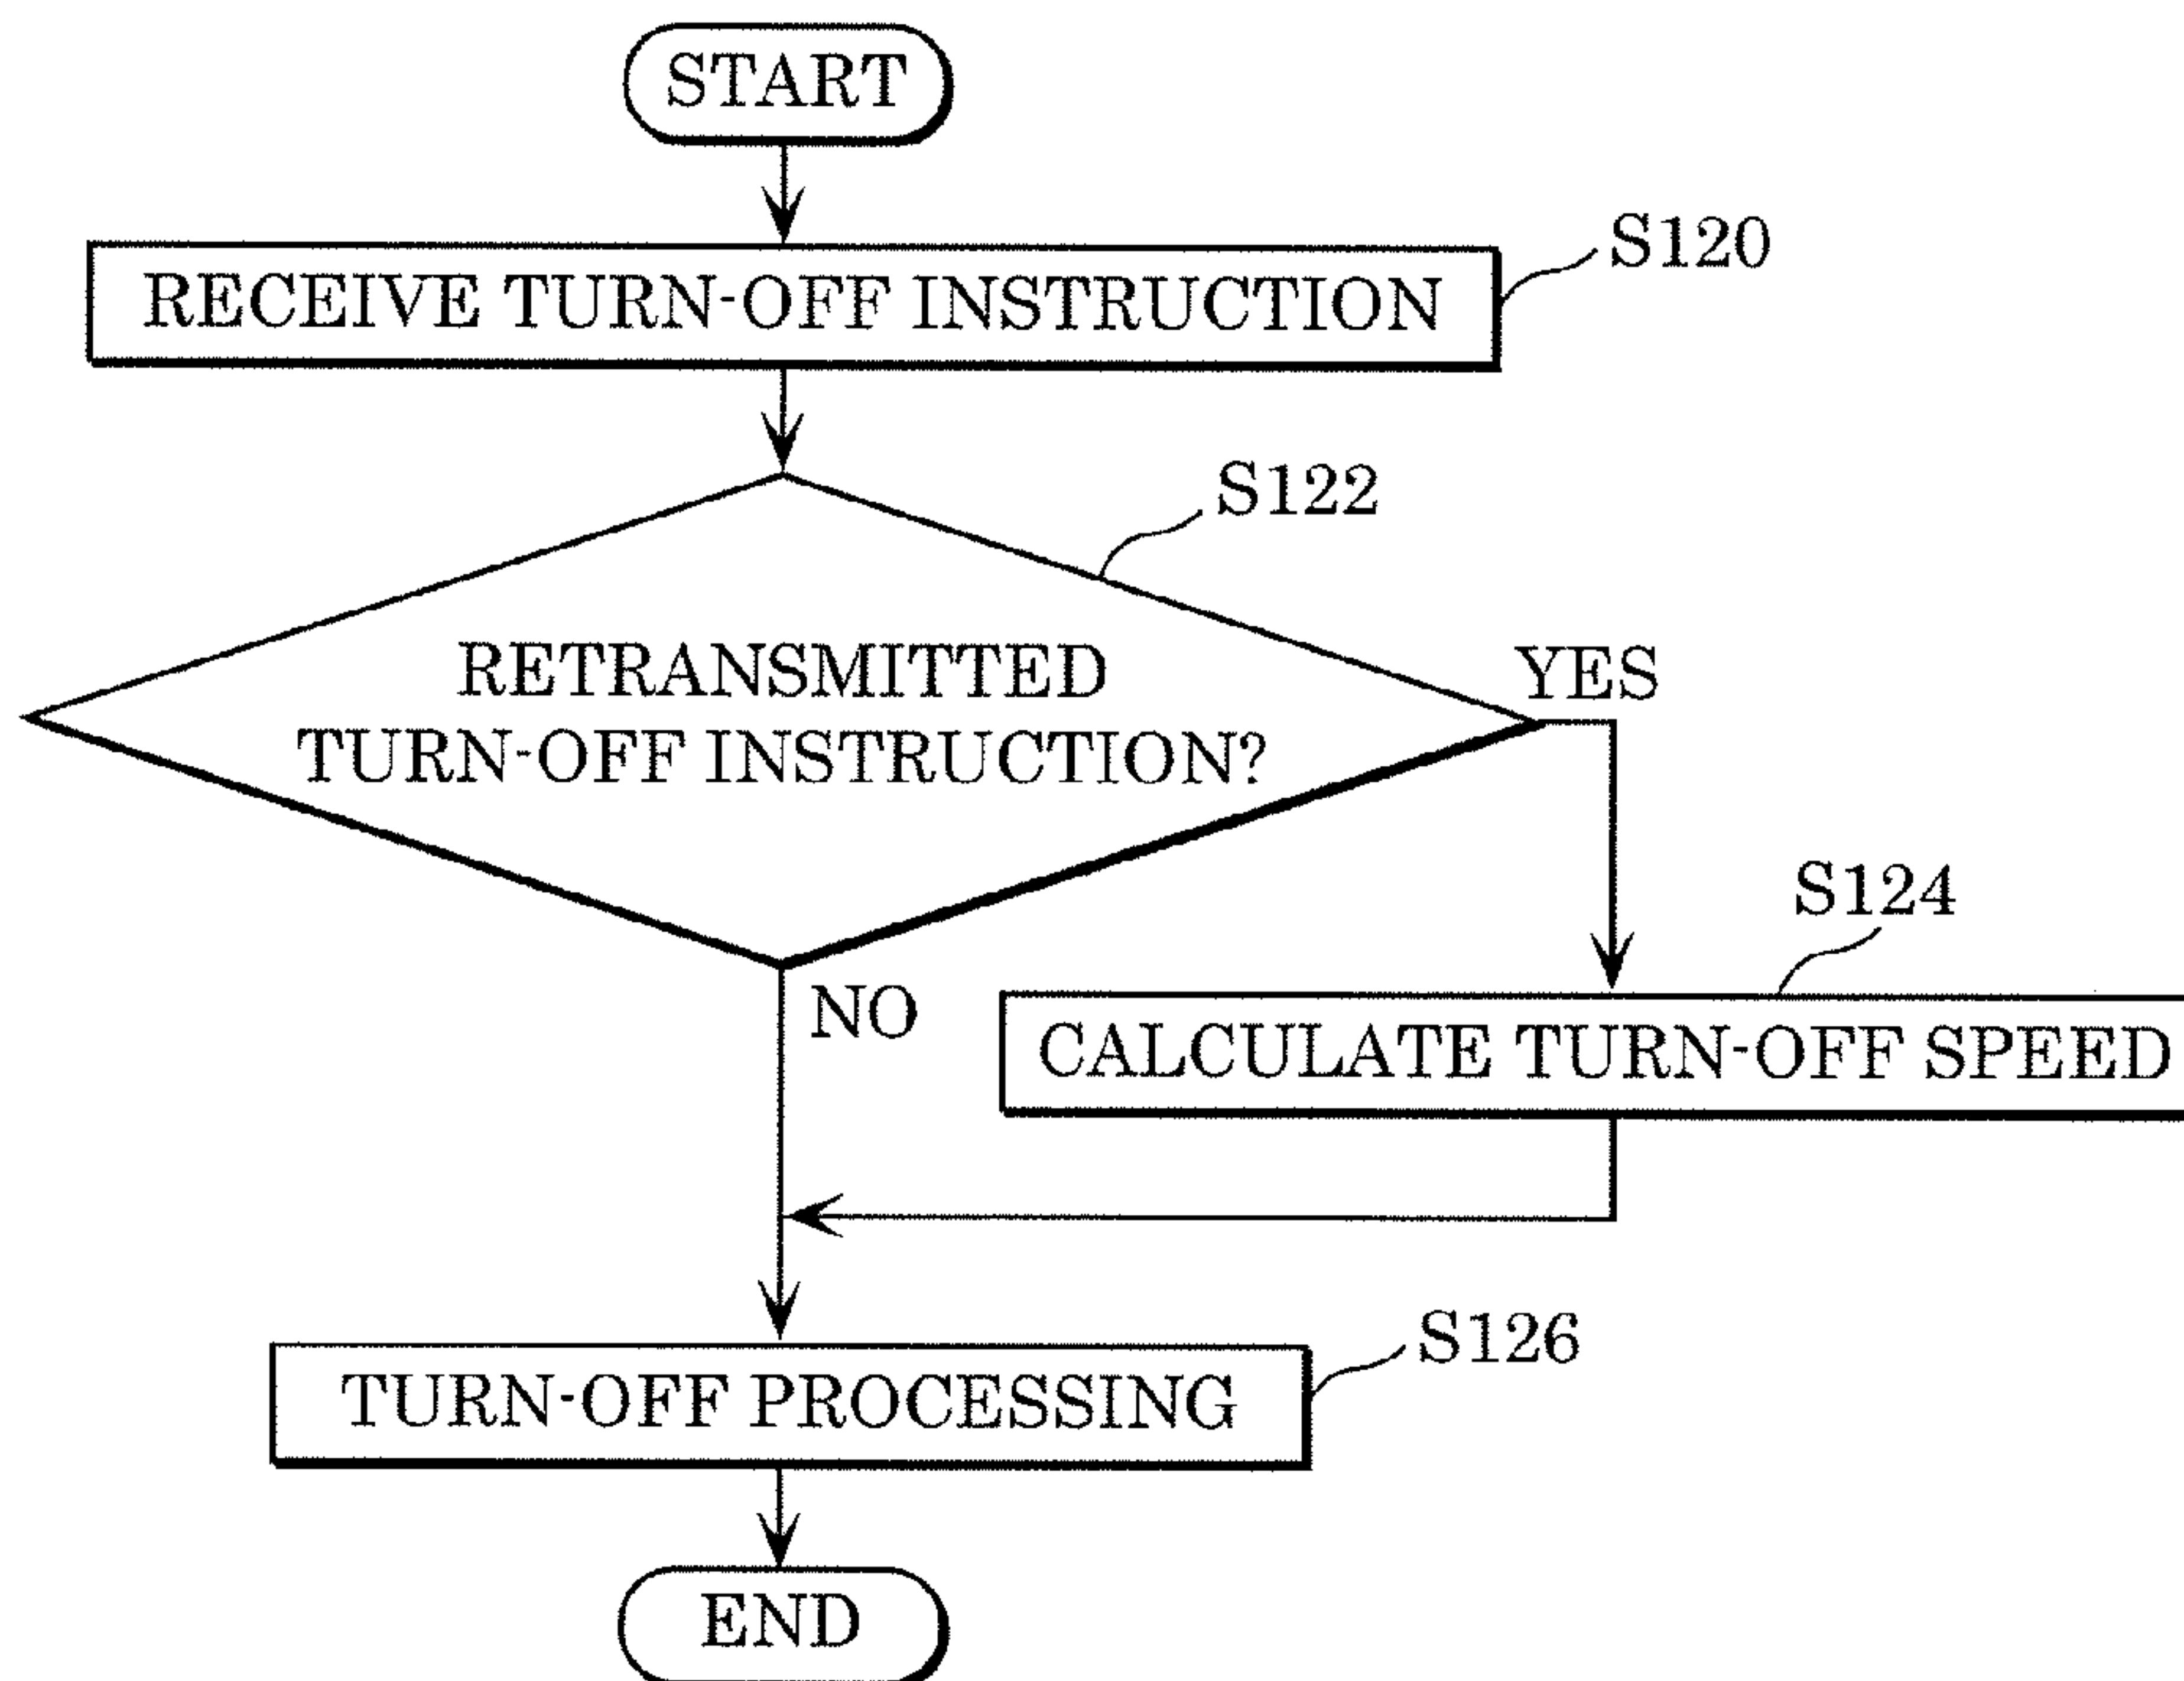 START
RECEIVE TURN-OFF INSTRUCTION
S120
S122
RETRANSMITTED
TURN-OFF INSTRUCTION?
YES
NO
S124
CALCULATE TURN-OFF SPEED
TURN-OFF PROCESSING
S126
END